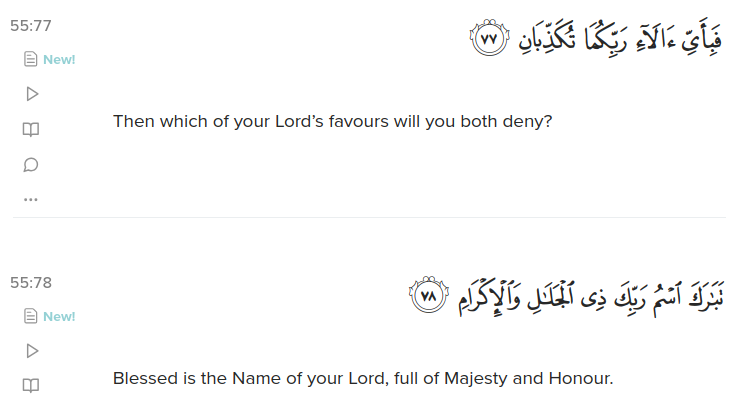 55:77
فَبِأَىِّ ءَالَآءِ رَبِّكُمَا تُكَذِّبَانِ ٧٧
New!
Then which of your Lord’s favours will you both deny?
55:78
تَبَـٰرَكَ ٱسْمُ رَبِّكَ ذِى ٱلْجَلَـٰلِ وَٱلْإِكْرَامِ ٧٨
New!
Blessed is the Name of your Lord, full of Majesty and Honour.